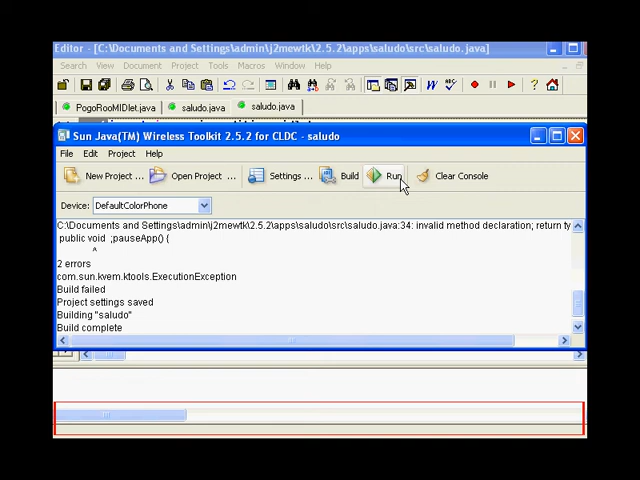 Editor - [C:\Documents and Settings\admin\j2mewtk\2.5.2\apps\saludo\src\saludo.java]
Search View Document Project Tools Macros Window Help
PogoRooMIDlet.java saludo.java saludo.java
Sun Java(TM) Wireless Toolkit 2.5.2 for CLDC - saludo
File Edit Project Help
New Project ... Open Project ... Settings ... Build Run Clear Console
Device: DefaultColorPhone
C:\Documents and Settings\admin\j2mewtk\2.5.2\apps\saludo\src\saludo.java:34: invalid method declaration; return ty
public void ;pauseApp() {
^
2 errors
com.sun.kvem.ktools.ExecutionException
Build failed
Project settings saved
Building "saludo"
Build complete